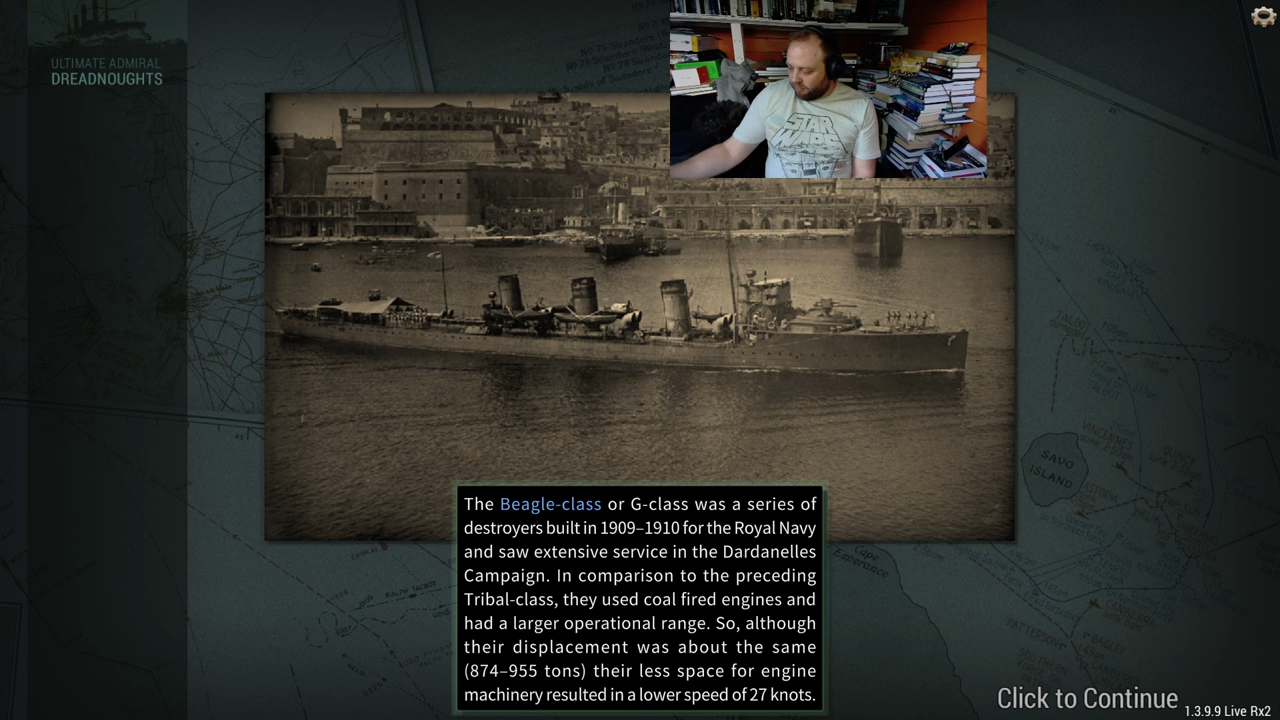 ULTIMATE ADMIRAL
DREADNOUGHTS
STAR
WARS
SAVO
ISLAND
Cape
Esperance
The Beagle-class or G-class was a series of
destroyers built in 1909–1910 for the Royal Navy
and saw extensive service in the Dardanelles
Campaign. In comparison to the preceding
Tribal-class, they used coal fired engines and
had a larger operational range. So, although
their displacement was about the same
(874–955 tons) their less space for engine
machinery resulted in a lower speed of 27 knots.
Click to Continue
1.3.9.9 Live Rx2